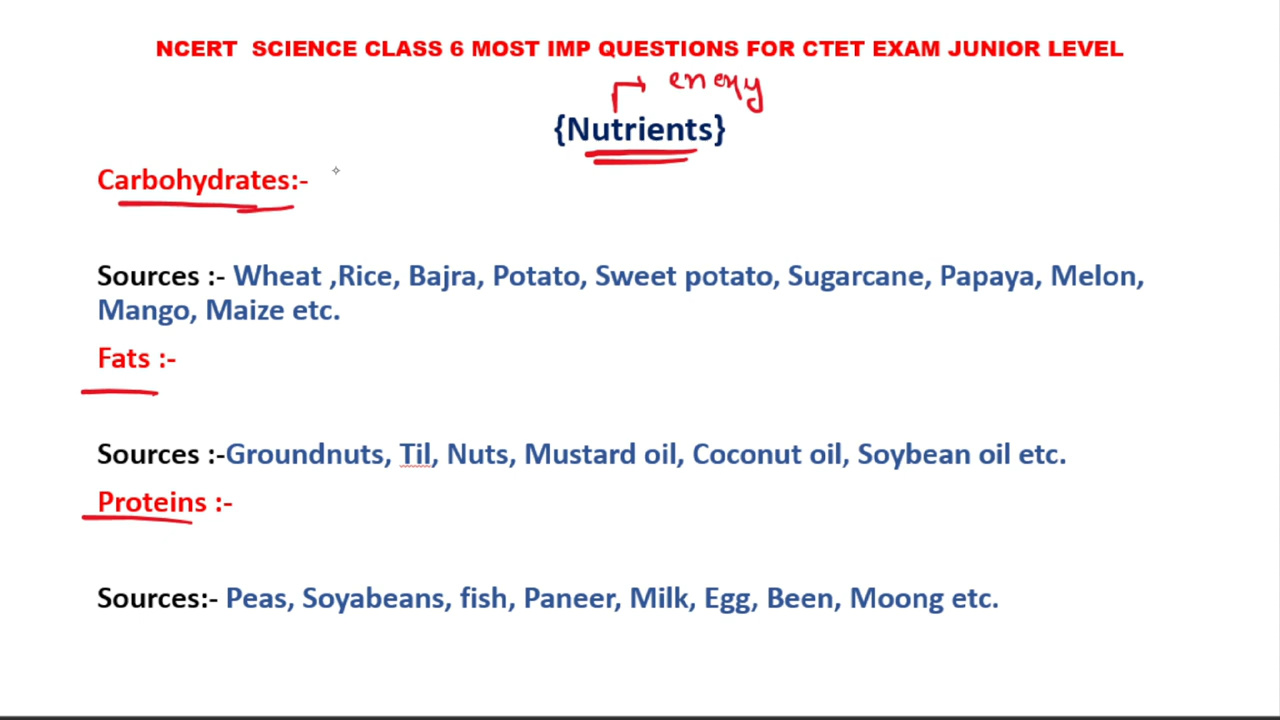 NCERT SCIENCE CLASS 6 MOST IMP QUESTIONS FOR CTET EXAM JUNIOR LEVEL
energy
{Nutrients}
Carbohydrates:-
Sources :- Wheat ,Rice, Bajra, Potato, Sweet potato, Sugarcane, Papaya, Melon,
Mango, Maize etc.
Fats :-
Sources :-Groundnuts, Til, Nuts, Mustard oil, Coconut oil, Soybean oil etc.
Proteins :-
Sources:- Peas, Soyabeans, fish, Paneer, Milk, Egg, Been, Moong etc.